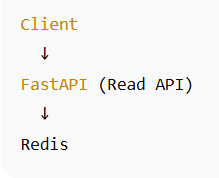 Client
↓
FastAPI (Read API)
↓
Redis